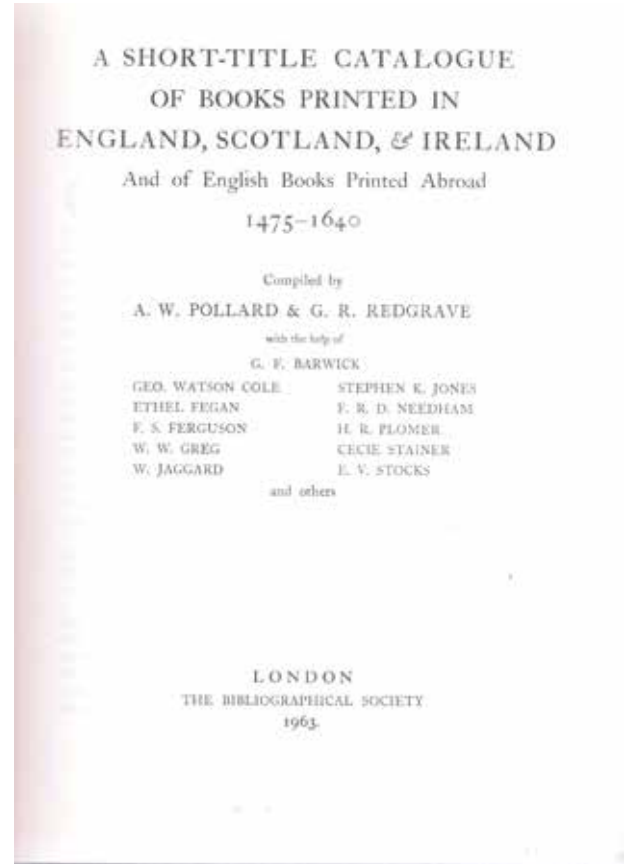 A SHORT-TITLE CATALOGUE
OF BOOKS PRINTED IN
ENGLAND, SCOTLAND, & IRELAND
And of English Books Printed Abroad
1475–1640
Compiled by
A. W. POLLARD & G. R. REDGRAVE
with the help of
G. F. BARWICK
GEO. WATSON COLE STEPHEN K. JONES
ETHEL FEGAN F. R. D. NEEDHAM
F. S. FERGUSON H. R. PLOMER
W. W. GREG CECIE STAINER
W. JAGGARD E. V. STOCKS
and others
LONDON
THE BIBLIOGRAPHICAL SOCIETY
1963.